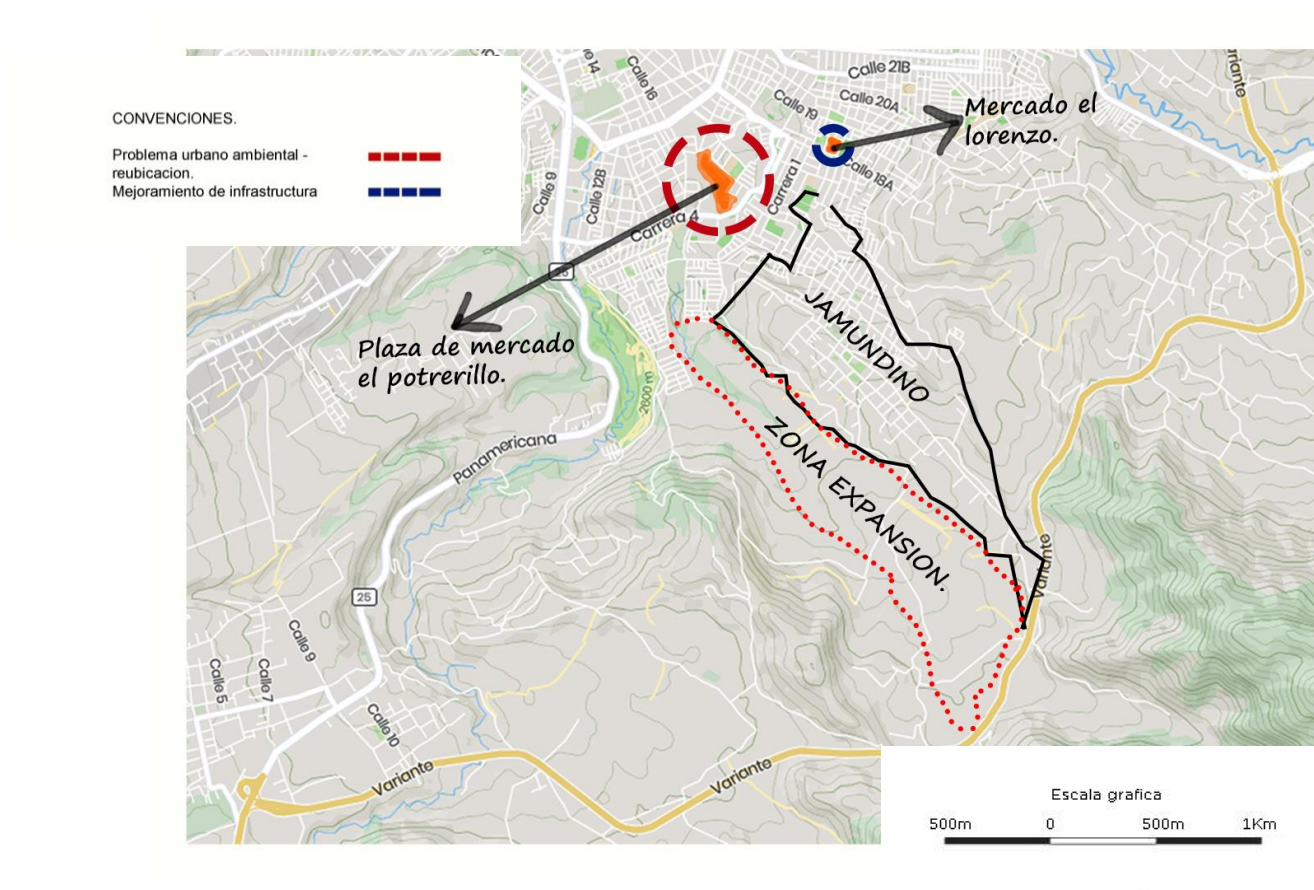 CONVENCIONES.
Problema urbano ambiental -
reubicacion.
Mejoramiento de infraestructura
14
Calle 16
Calle 21B
Calle 19
Calle 20A
Mercado el
lorenzo.
Variante
Calle 9
Calle 12B
Carrera 1
Calle 18A
Carrera 4
25
JAMUNDINO
Plaza de mercado
el potrerillo.
2600 m
ZONA EXPANSION.
Panamericana
Variante
25
Calle 9
Calle 5
Calle 7
Calle 10
Variante
Variante
Escala grafica
500m 0 500m 1Km